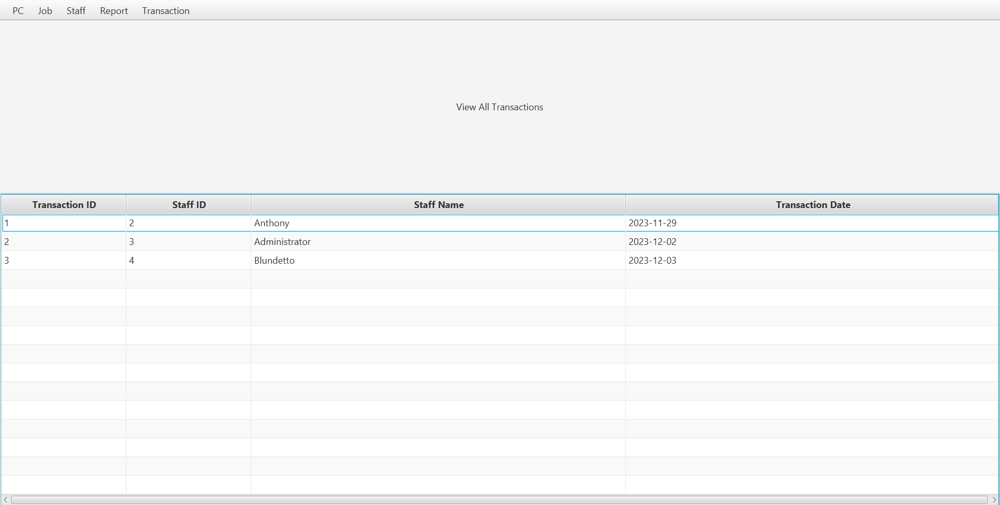 PC Job Staff Report Transaction
View All Transactions
Transaction ID Staff ID Staff Name Transaction Date
1 2 Anthony 2023-11-29
2 3 Administrator 2023-12-02
3 4 Blundetto 2023-12-03